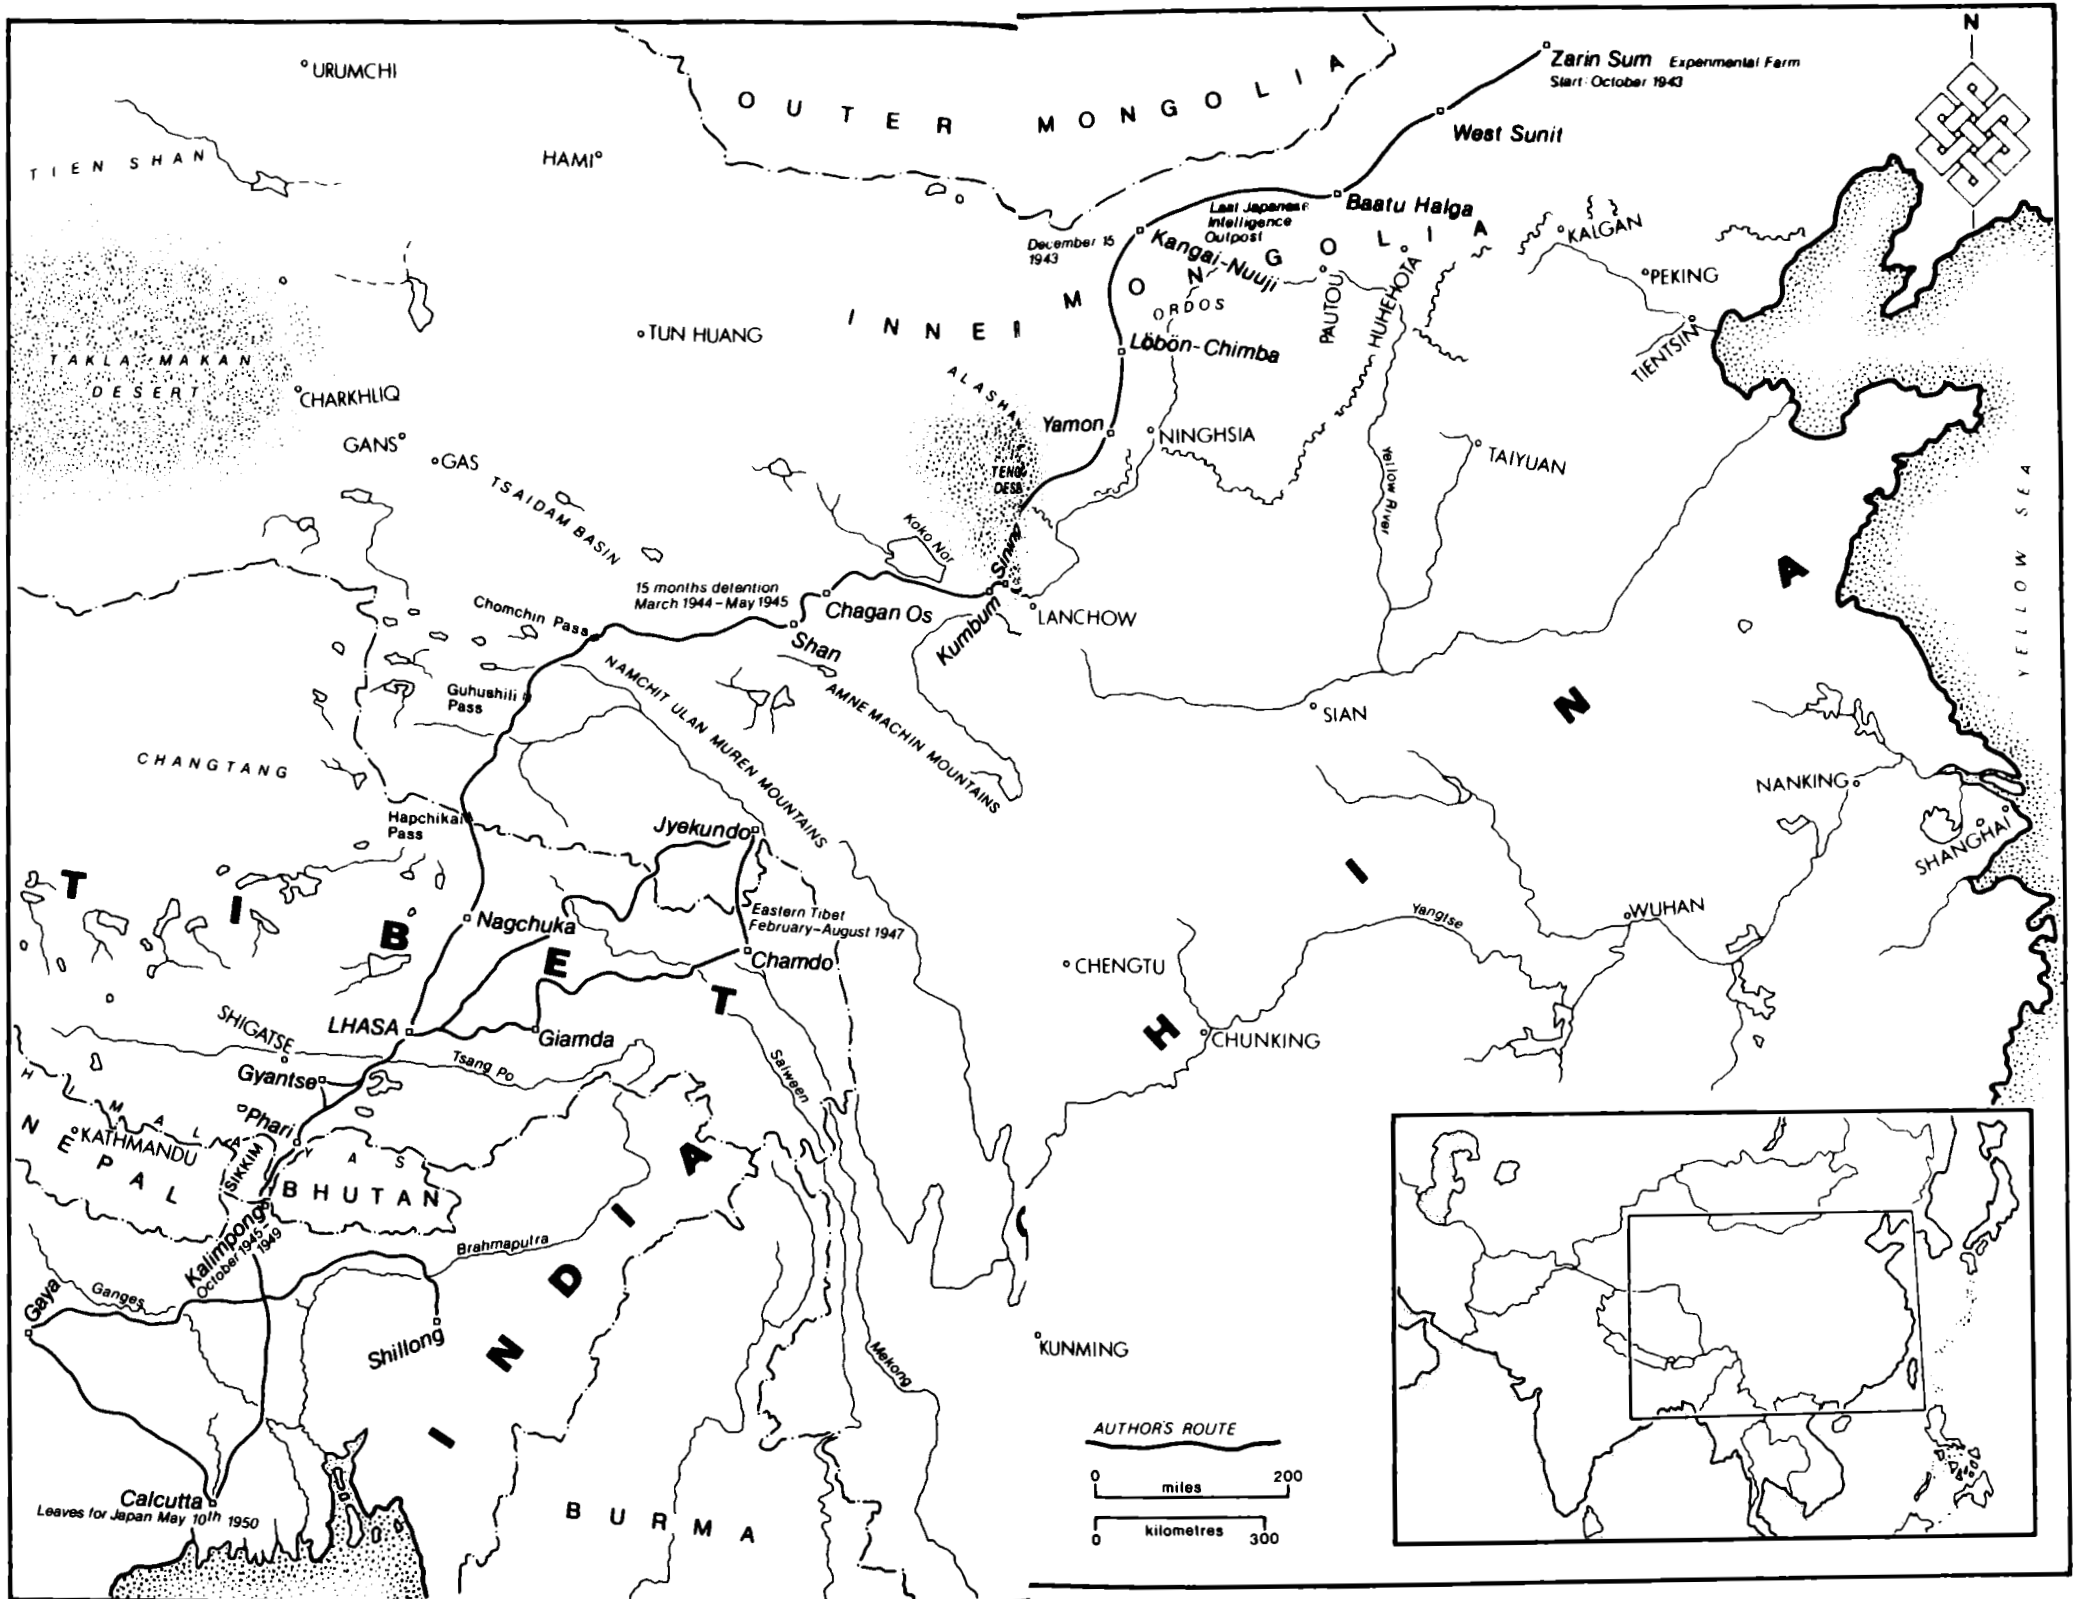 N
URUMCHI
OUTER MONGOLIA
Zarin Sum Experimental Farm
Start: October 1943
West Sunit
TIEN SHAN
HAMI
Baatu Halga
Last Japanese
Intelligence
Outpost
December 15
1943
Kangai-Nuuji
KALGAN
PEKING
INNER MONGOLIA
ORDOS
PAUTOU
HUHEHOTA
TIENTSIN
TUN HUANG
Löbön-Chimba
TAKLA MAKAN
DESERT
CHARKHLIQ
ALASHA
Yamon
NINGHSIA
GANS
GAS
TAIYUAN
Yellow River
TSAIDAM BASIN
YELLOW SEA
Koko Nor
15 months detention
March 1944–May 1945
Chomchin Pass
Chagan Os
Kumbum
LANCHOW
Shan
Guhushili
Pass
NAMCHIT ULAN MUREN MOUNTAINS
AMNE MACHIN MOUNTAINS
SIAN
CHANGTANG
NANKING
Hapchikal
Pass
Jyekundo
SHANGHAI
TIBET
CHINA
Nagchuka
Eastern Tibet
February–August 1947
Yangtse
WUHAN
Chamdo
CHENGTU
SHIGATSE
LHASA
Giamda
CHUNKING
Tsang Po
Salween
Gyantse
HIMALAYAS
Phari
NEPAL
KATHMANDU
SIKKIM
BHUTAN
INDIA
Kalimpong
October 1945–
1949
Brahmaputra
Gaya
Ganges
Shillong
KUNMING
Mekong
AUTHOR'S ROUTE
0 200
miles
kilometres
0 300
Calcutta
Leaves for Japan May 10th 1950
BURMA